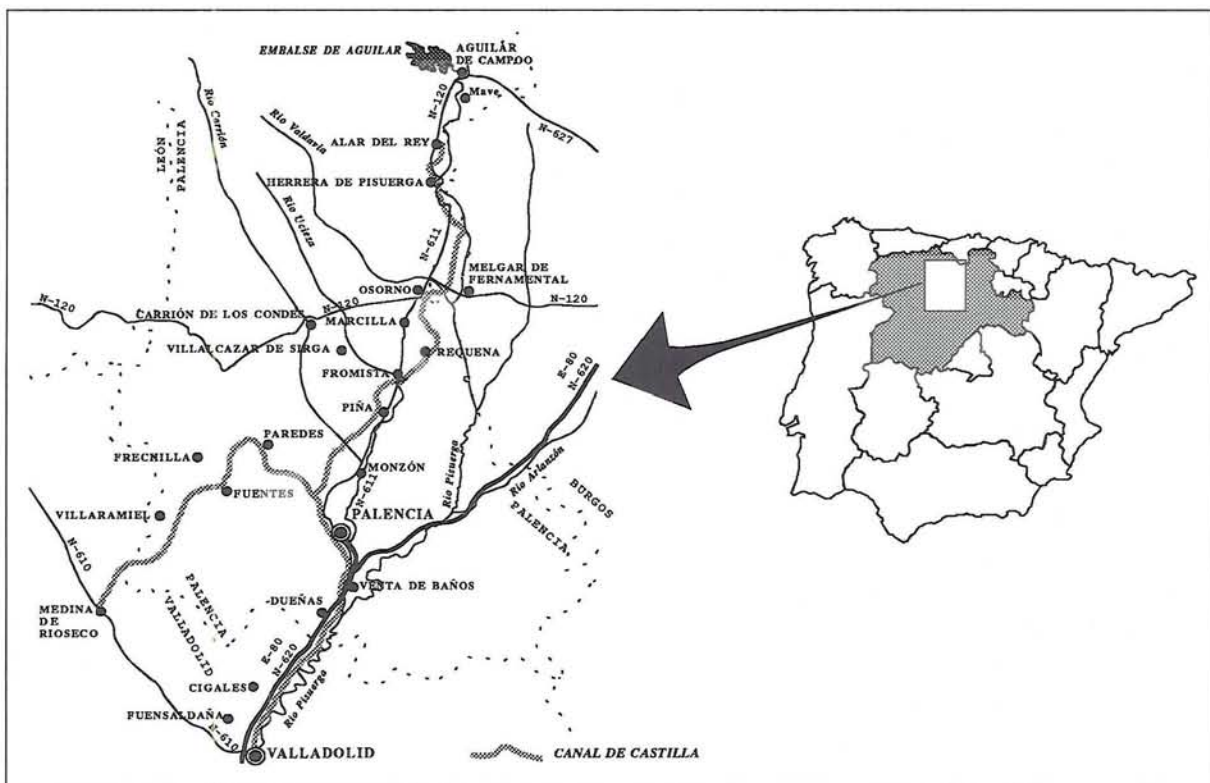 EMBALSE DE AGUILAR
AGUILAR
DE CAMPOO
Mave
N-120
N-627
Río Carrión
Río Valdavia
ALAR DEL REY
LEÓN
PALENCIA
HERRERA DE PISUERGA
Río Ucieza
N-611
MELGAR DE
FERNAMENTAL
OSORNO
N-120
N-120
N-120
CARRIÓN DE LOS CONDES
MARCILLA
VILLALCAZAR DE SIRGA
REQUENA
FROMISTA
E-80
N-620
PIÑA
PAREDES
FRECHILLA
MONZÓN
Río Pisuerga
Río Arlanzón
N-611
FUENTES
BURGOS
PALENCIA
VILLARAMIEL
PALENCIA
N-610
VENTA DE BAÑOS
PALENCIA
VALLADOLID
-DUEÑAS
MEDINA
DE
RIOSECO
E-80
N-620
CIGALES
Río Pisuerga
FUENSALDAÑA
N-610
VALLADOLID
CANAL DE CASTILLA